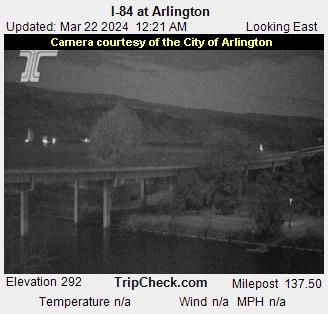 I-84 at Arlington
Updated: Mar 22 2024 12:21 AM Looking East
Camera courtesy of the City of Arlington
Elevation 292 TripCheck.com Milepost 137.50
Temperature n/a Wind n/a MPH n/a